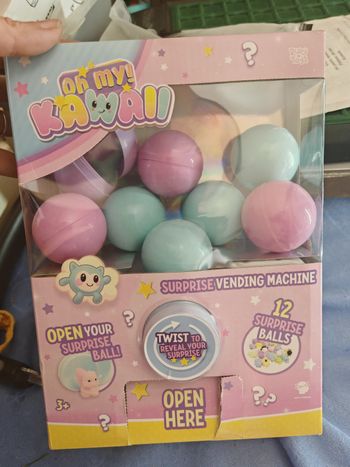 Oh my!
KAWAII
SURPRISE VENDING MACHINE
OPEN YOUR
SURPRISE
BALL!
TWIST TO
REVEAL YOUR
SURPRISE
12
SURPRISE
BALLS
3+
OPEN
HERE